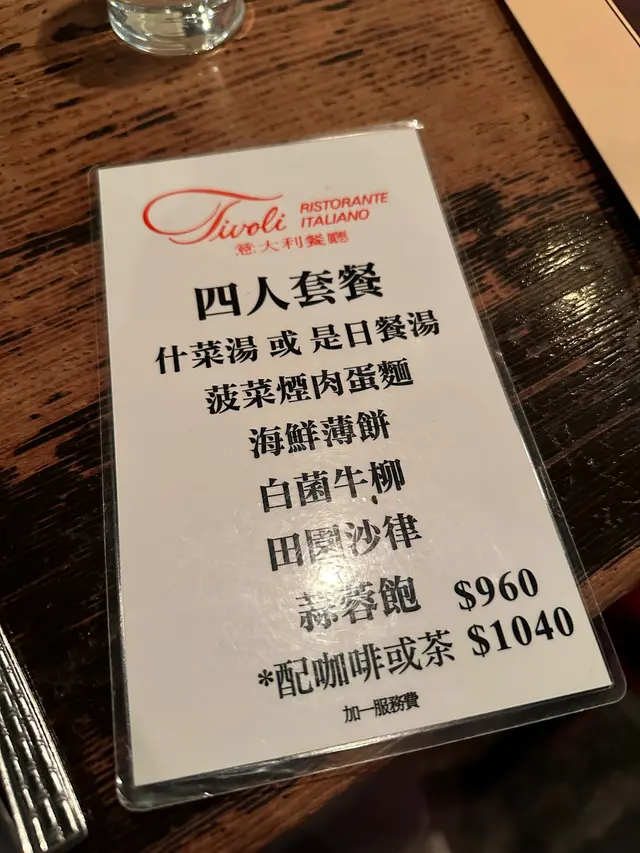 Tivoli RISTORANTE ITALIANO
意大利餐廳
四人套餐
什菜湯 或 是日餐湯
菠菜煙肉蛋麵
海鮮薄餅
白菌牛柳
田園沙律
蒜蓉飽 $960
*配咖啡或茶 $1040
加一服務費